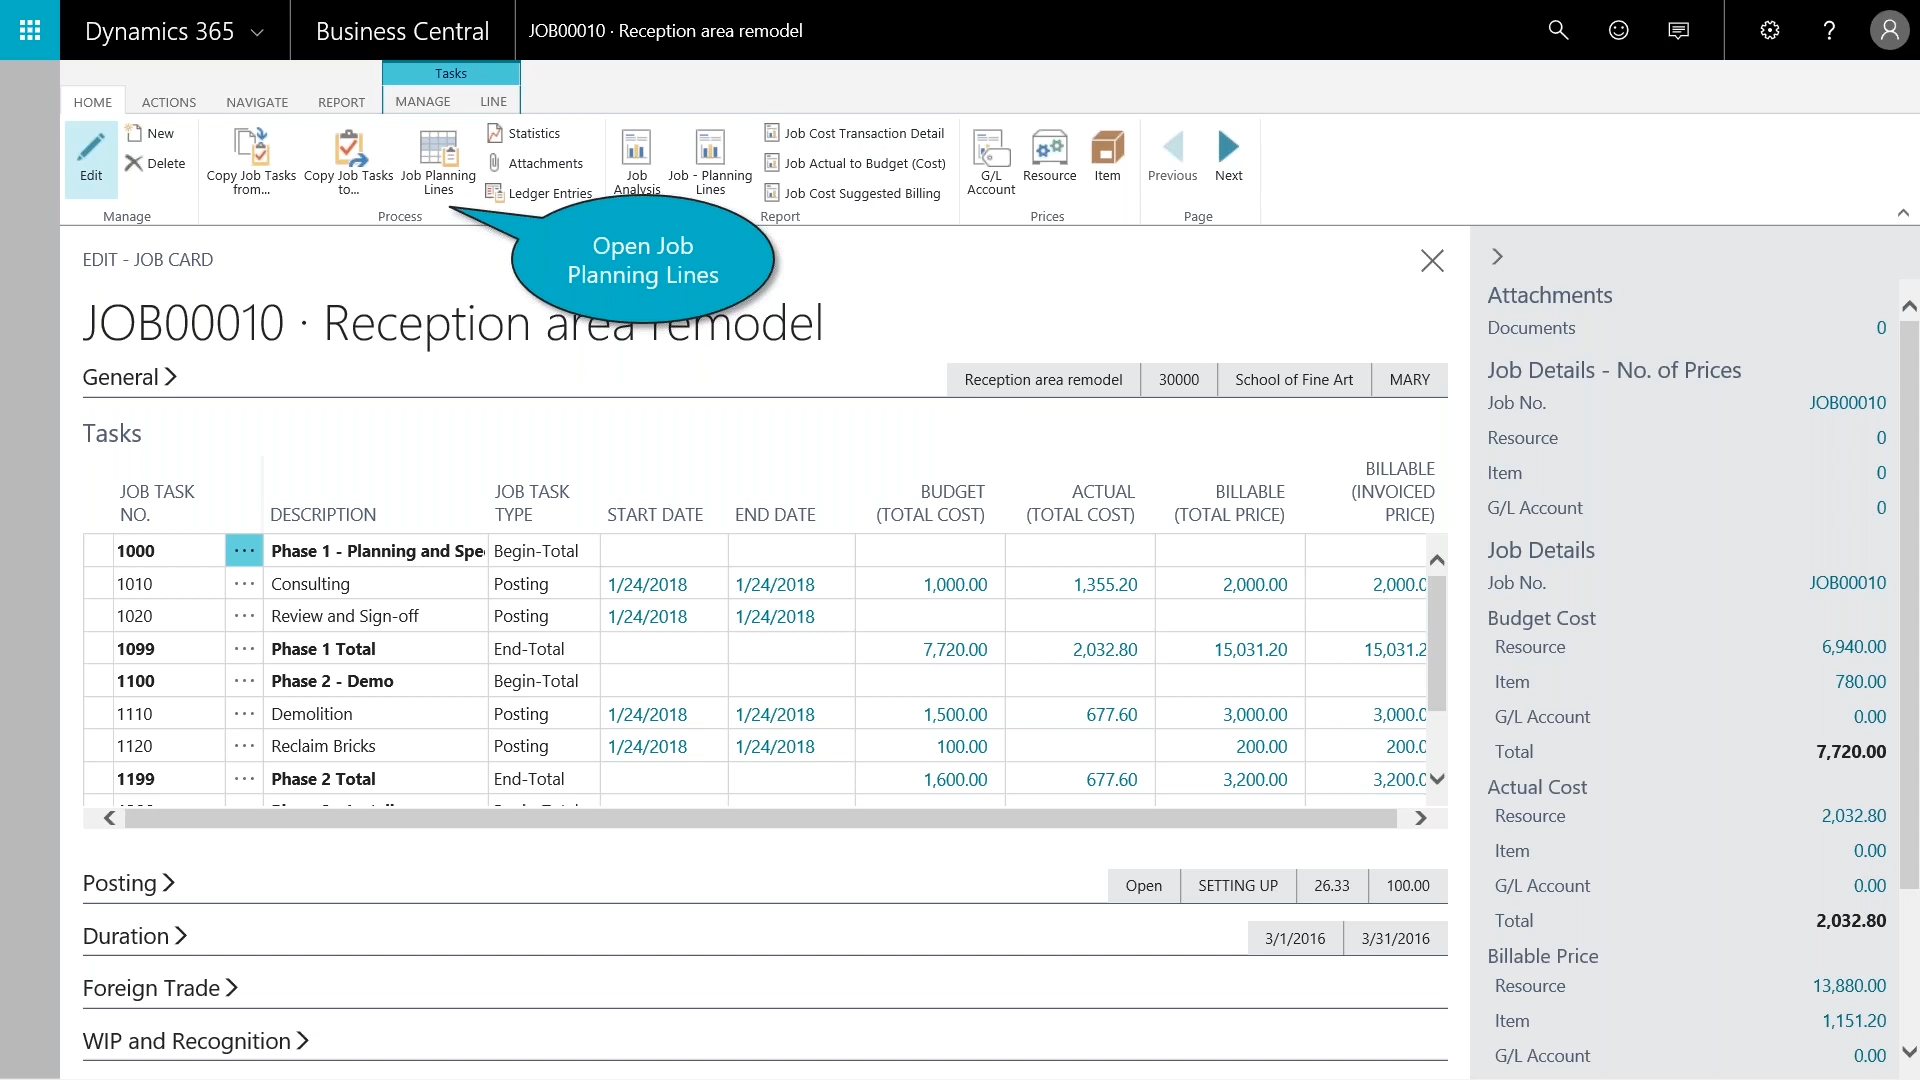 Dynamics 365
Business Central
JOB00010 · Reception area remodel
Tasks
HOME
ACTIONS
NAVIGATE
REPORT
MANAGE
LINE
Edit
New
Delete
Manage
Copy Job Tasks
from...
Copy Job Tasks
to...
Job Planning
Lines
Statistics
Attachments
Ledger Entries
Process
Job
Analysis
Job - Planning
Lines
Job Cost Transaction Detail
Job Actual to Budget (Cost)
Job Cost Suggested Billing
Report
G/L
Account
Resource
Item
Prices
Previous
Next
Page
Open Job
Planning Lines
EDIT - JOB CARD
JOB00010 · Reception area remodel
General
Reception area remodel 30000 School of Fine Art MARY
Tasks
JOB TASK
NO.
DESCRIPTION
JOB TASK
TYPE
START DATE
END DATE
BUDGET
(TOTAL COST)
ACTUAL
(TOTAL COST)
BILLABLE
(TOTAL PRICE)
BILLABLE
(INVOICED
PRICE)
1000 ··· Phase 1 - Planning and Spe Begin-Total
1010 ··· Consulting Posting 1/24/2018 1/24/2018 1,000.00 1,355.20 2,000.00 2,000.0
1020 ··· Review and Sign-off Posting 1/24/2018 1/24/2018
1099 ··· Phase 1 Total End-Total 7,720.00 2,032.80 15,031.20 15,031.2
1100 ··· Phase 2 - Demo Begin-Total
1110 ··· Demolition Posting 1/24/2018 1/24/2018 1,500.00 677.60 3,000.00 3,000.0
1120 ··· Reclaim Bricks Posting 1/24/2018 1/24/2018 100.00 200.00 200.0
1199 ··· Phase 2 Total End-Total 1,600.00 677.60 3,200.00 3,200.0
Posting
Open SETTING UP 26.33 100.00
Duration
3/1/2016 3/31/2016
Foreign Trade
WIP and Recognition
Attachments
Documents 0
Job Details - No. of Prices
Job No. JOB00010
Resource 0
Item 0
G/L Account 0
Job Details
Job No. JOB00010
Budget Cost
Resource 6,940.00
Item 780.00
G/L Account 0.00
Total 7,720.00
Actual Cost
Resource 2,032.80
Item 0.00
G/L Account 0.00
Total 2,032.80
Billable Price
Resource 13,880.00
Item 1,151.20
G/L Account 0.00